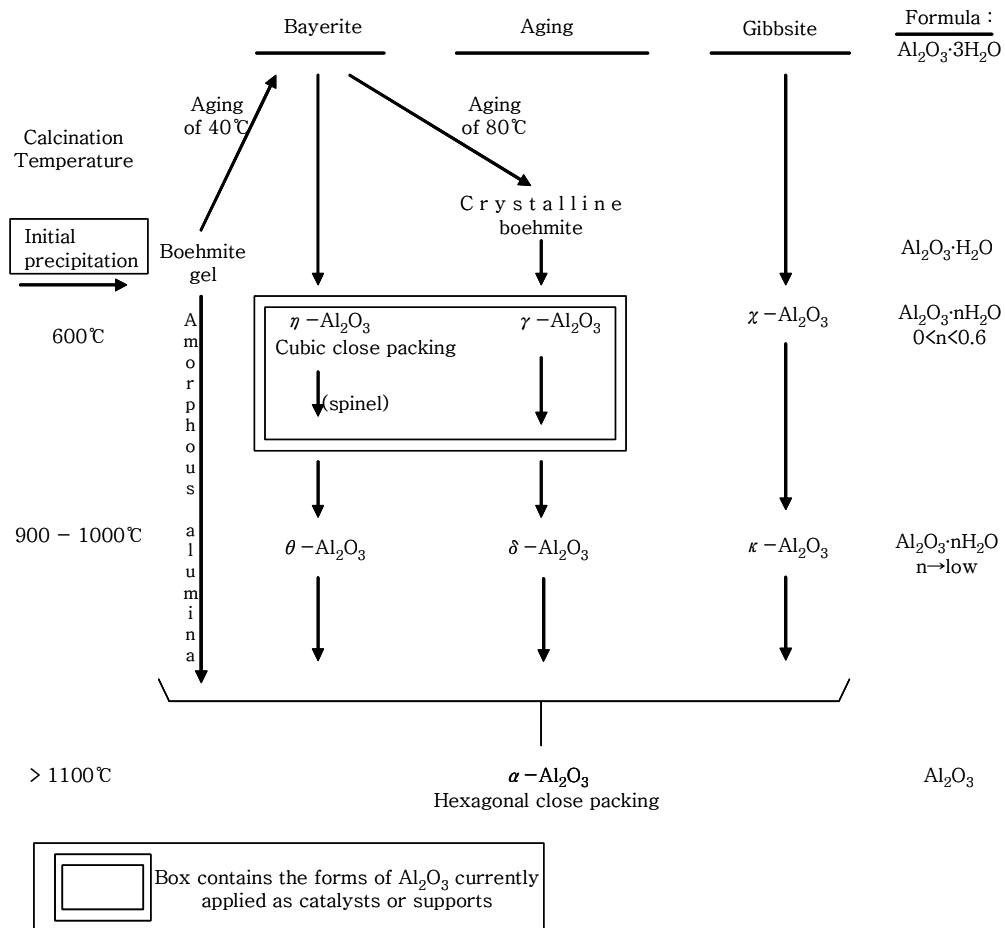 Bayerite
Aging
Gibbsite
Formula :
Al₂O₃·3H₂O
Aging
of 40℃
Aging
of 80℃
Calcination
Temperature
C r y s t a l l i n e
boehmite
Initial
precipitation
Boehmite
gel
Al₂O₃·H₂O
600℃
A
m
o
r
p
h
o
u
s
a
l
u
m
i
n
a
η －Al₂O₃
Cubic close packing
(spinel)
γ －Al₂O₃
χ －Al₂O₃
Al₂O₃·nH₂O
0<n<0.6
900 － 1000℃
θ －Al₂O₃
δ －Al₂O₃
κ －Al₂O₃
Al₂O₃·nH₂O
n→low
> 1100℃
α －Al₂O₃
Hexagonal close packing
Al₂O₃
Box contains the forms of Al₂O₃ currently
applied as catalysts or supports